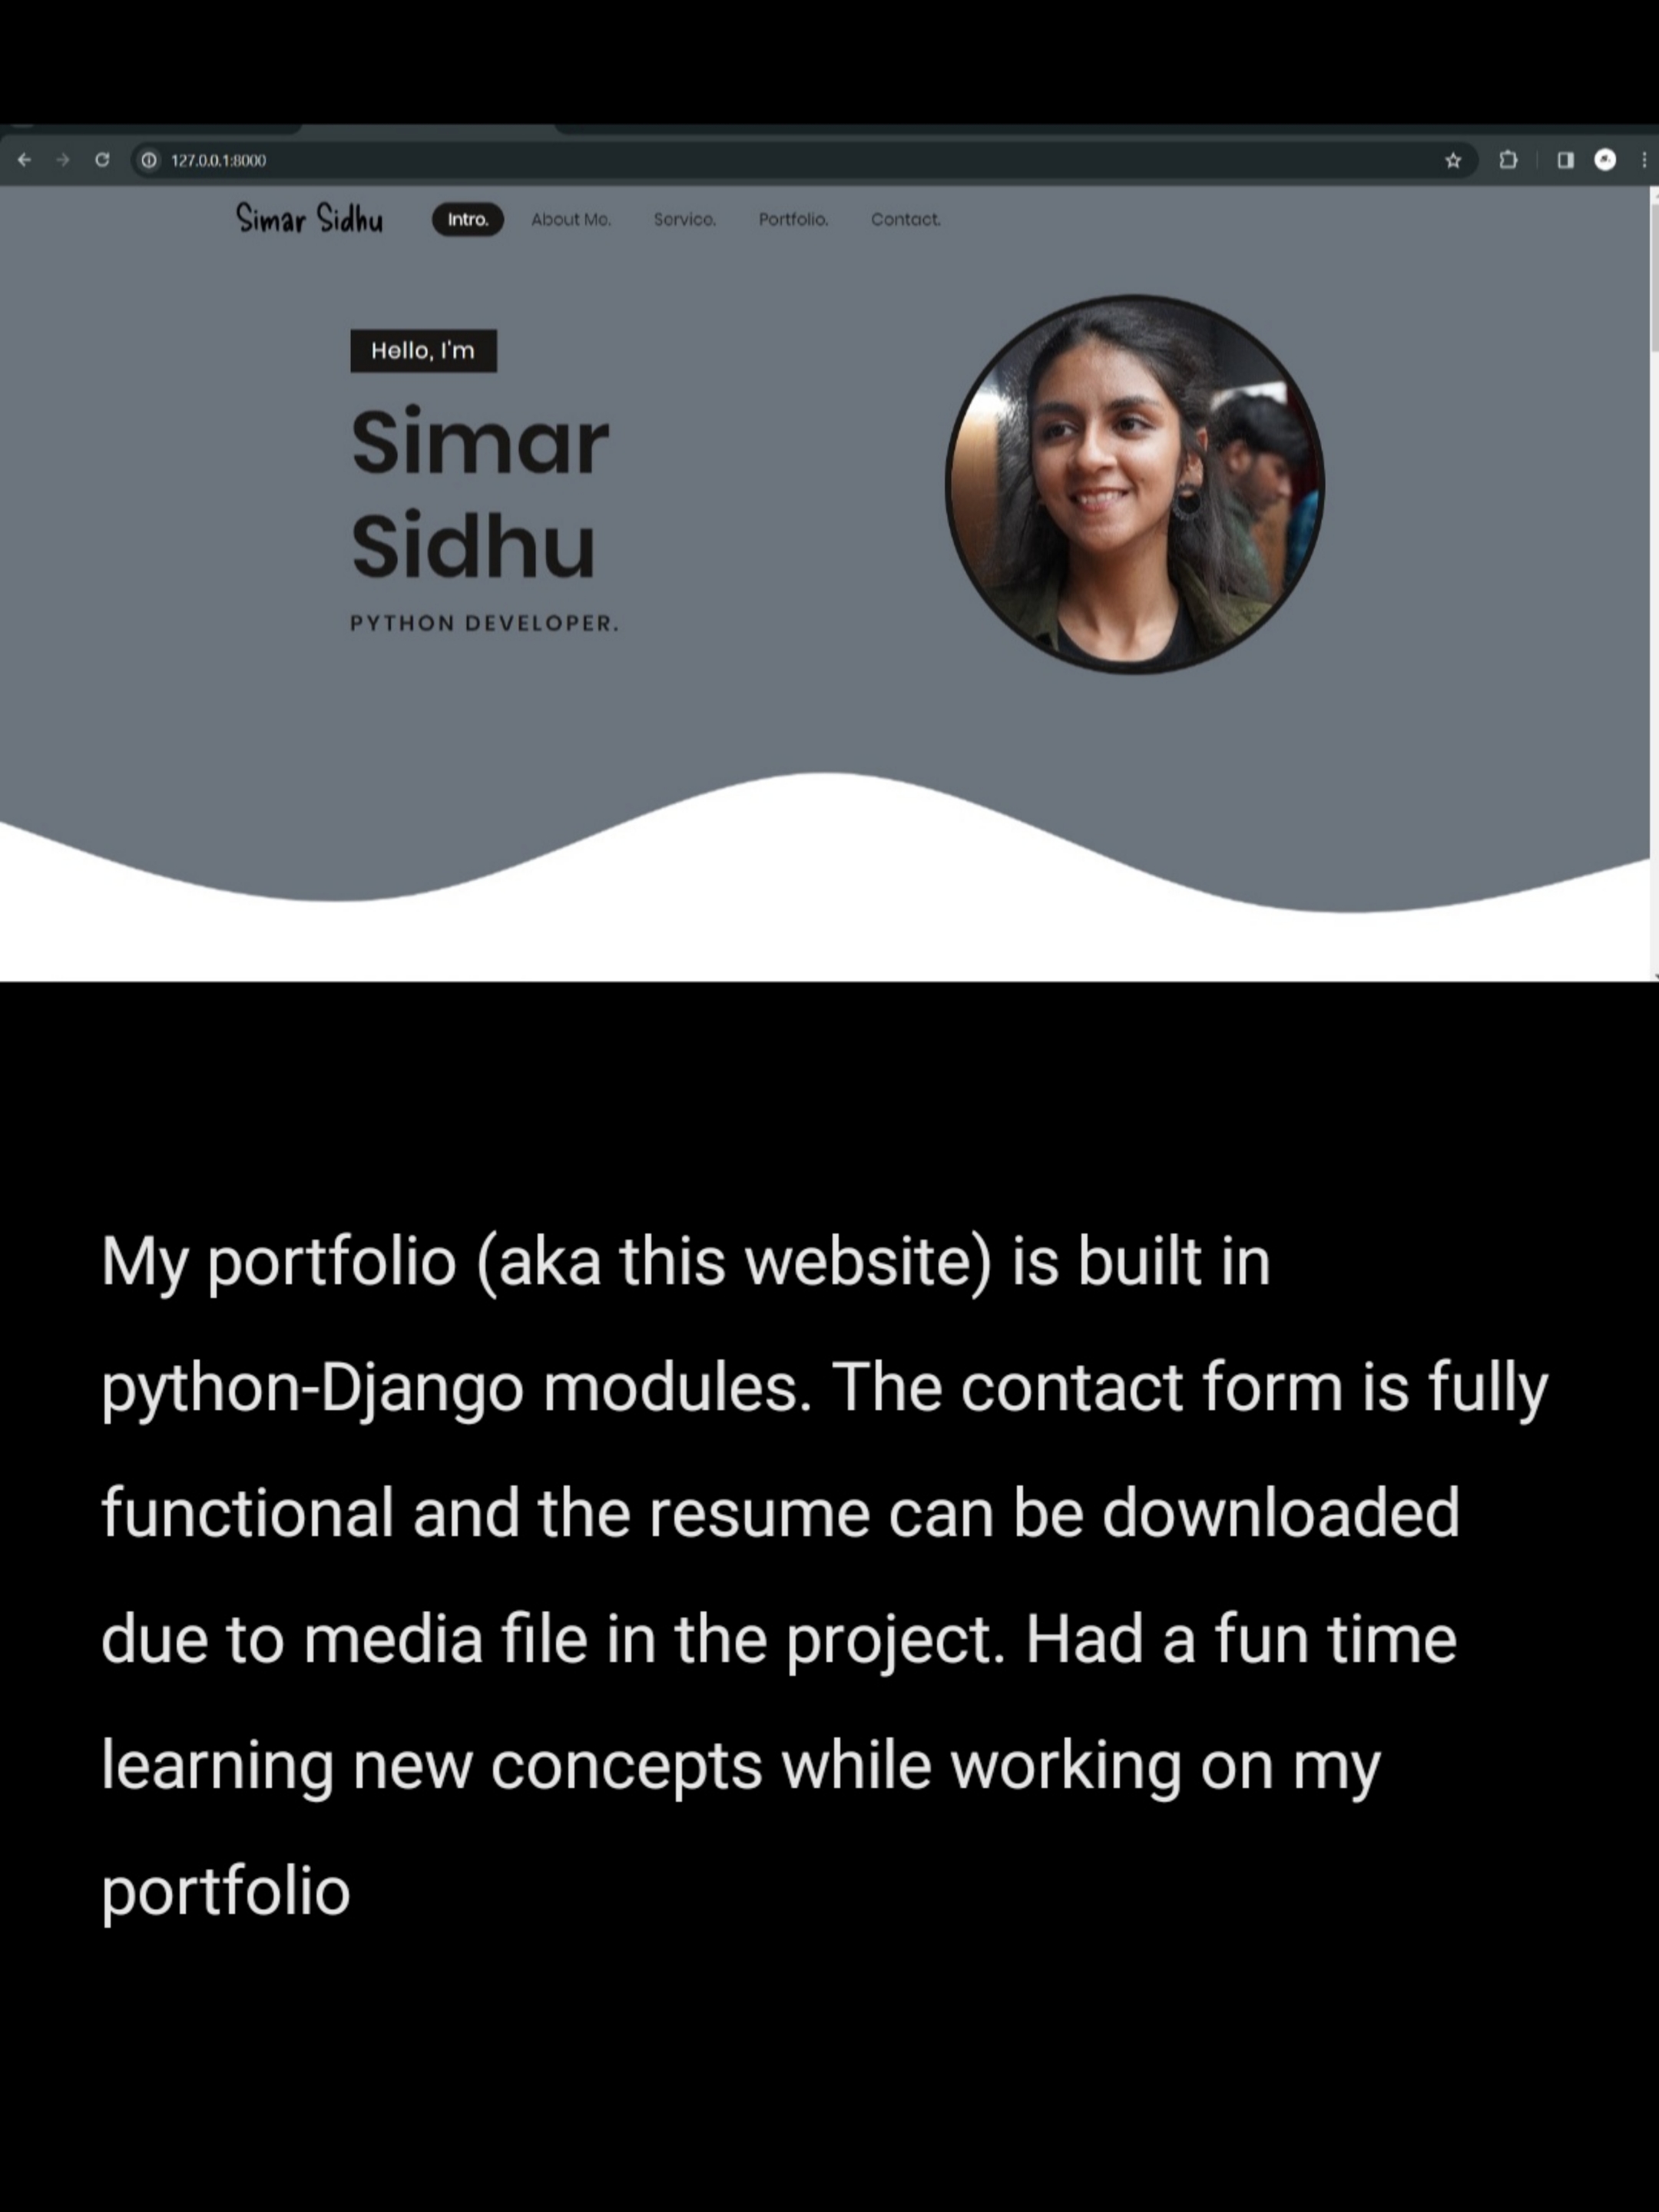 127.0.0.1:8000
Simar Sidhu Intro. About Me. Service. Portfolio. Contact.
Hello, I'm
Simar
Sidhu
PYTHON DEVELOPER.
My portfolio (aka this website) is built in
python-Django modules. The contact form is fully
functional and the resume can be downloaded
due to media file in the project. Had a fun time
learning new concepts while working on my
portfolio